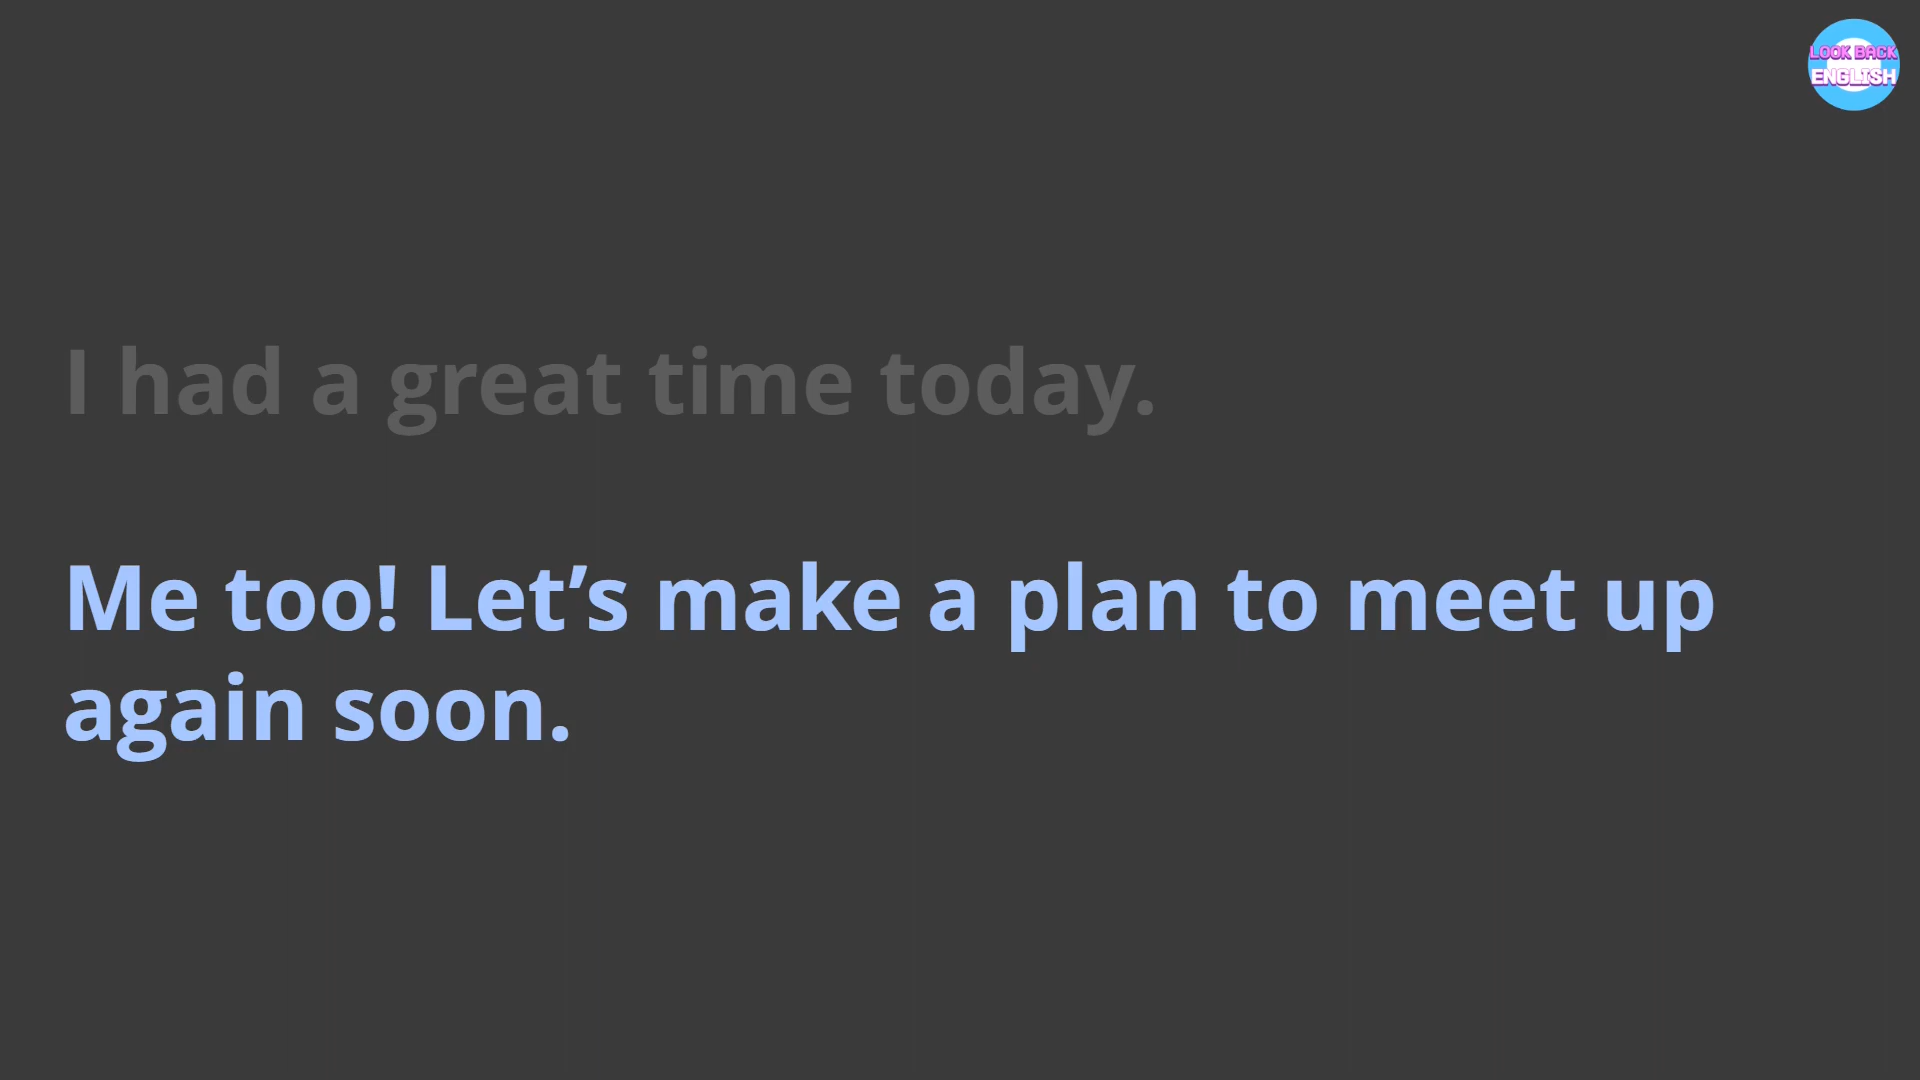 LOOK BACK
ENGLISH
I had a great time today.
Me too! Let’s make a plan to meet up
again soon.